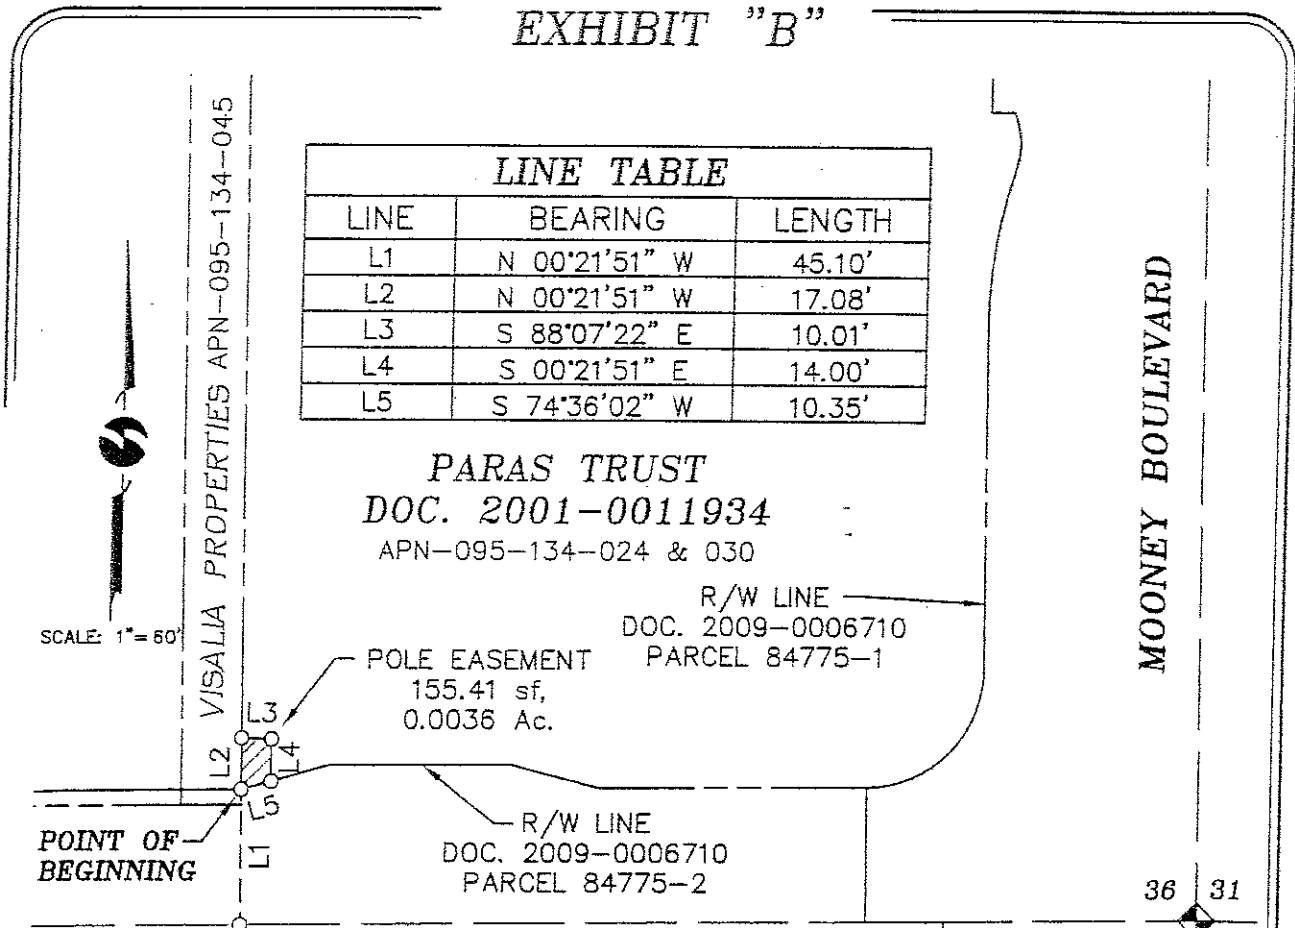 EXHIBIT "B"
VISALIA PROPERTIES APN-095-134-045
LINE TABLE
LINE BEARING LENGTH
L1 N 00°21'51" W 45.10'
L2 N 00°21'51" W 17.08'
L3 S 88°07'22" E 10.01'
L4 S 00°21'51" E 14.00'
L5 S 74°36'02" W 10.35'
MOONEY BOULEVARD
PARAS TRUST
DOC. 2001-0011934
APN-095-134-024 & 030
R/W LINE
DOC. 2009-0006710
PARCEL 84775-1
SCALE: 1"=60'
POLE EASEMENT
155.41 sf,
0.0036 Ac.
L3
L2
L4
L5
POINT OF
BEGINNING
L1
R/W LINE
DOC. 2009-0006710
PARCEL 84775-2
36 31